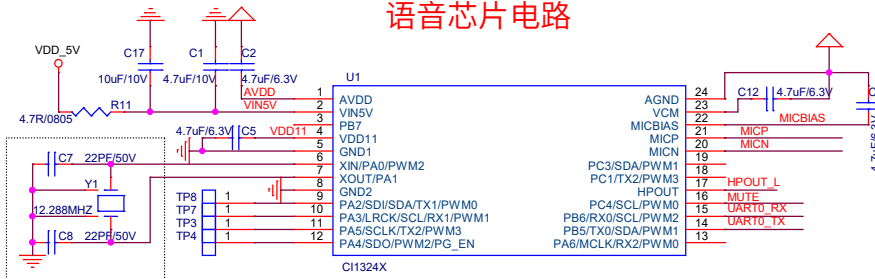 语音芯片电路
VDD_5V
C17
10uF/10V
C1
4.7uF/10V
C2
4.7uF/6.3V
AVDD
VIN5V
R11
4.7R/0805
4.7uF/6.3V
C5
VDD11
C7
22PF/50V
Y1
12.288MHZ
C8
22PF/50V
TP8
TP7
TP3
TP4
1
1
1
1
U1
1 AVDD
2 VIN5V
3 PB7
4 VDD11
5 GND1
6 XIN/PA0/PWM2
7 XOUT/PA1
8 GND2
9 PA2/SDI/SDA/TX1/PWM0
10 PA3/LRCK/SCL/RX1/PWM1
11 PA5/SCLK/TX2/PWM3
12 PA4/SDO/PWM2/PG_EN
AGND 24
VCM 23
MICBIAS 22
MICP 21
MICN 20
PC3/SDA/PWM1 19
PC1/TX2/PWM3 18
HPOUT 17
PC4/SCL/PWM0 16
PB6/RX0/SCL/PWM2 15
PB5/TX0/SDA/PWM1 14
PA6/MCLK/RX2/PWM0 13
CI1324X
C12
4.7uF/6.3V
MICBIAS
MICP
MICN
HPOUT_L
MUTE
UART0_RX
UART0_TX